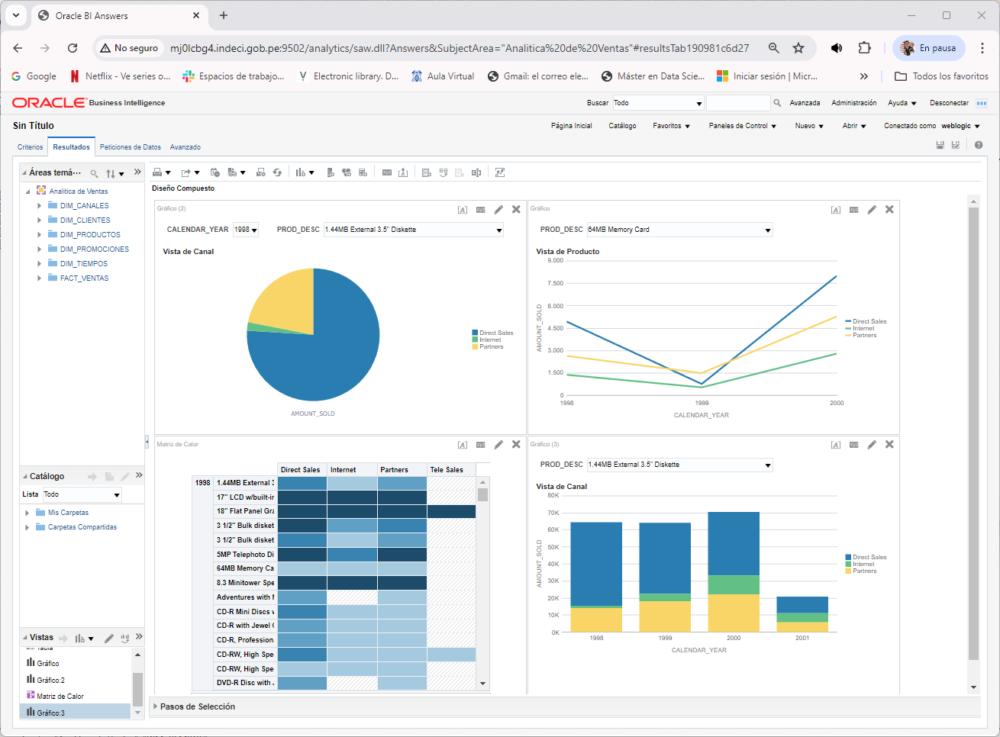 Oracle BI Answers
No seguro
mj0lcbg4.indeci.gob.pe:9502/analytics/saw.dll?Answers&SubjectArea="Analitica%20de%20Ventas"#resultsTab190981c6d27
En pausa
Google
Netflix - Ve series o...
Espacios de trabajo...
Electronic library. D...
Aula Virtual
Gmail: el correo ele...
Máster en Data Scie...
Iniciar sesión | Micr...
Todos los favoritos
ORACLE Business Intelligence
Buscar
Todo
Avanzada
Administración
Ayuda
Desconectar
Sin Título
Página Inicial
Catálogo
Favoritos
Paneles de Control
Nuevo
Abrir
Conectado como weblogic
Criterios
Resultados
Peticiones de Datos
Avanzado
Áreas temá···
Analitica de Ventas
DIM_CANALES
DIM_CLIENTES
DIM_PRODUCTOS
DIM_PROMOCIONES
DIM_TIEMPOS
FACT_VENTAS
Catálogo
Lista Todo
Mis Carpetas
Carpetas Compartidas
Vistas
Gráfico
Gráfico:2
Matriz de Calor
Gráfico:3
Diseño Compuesto
Gráfico (2)
CALENDAR_YEAR 1998
PROD_DESC 1.44MB External 3.5" Diskette
Vista de Canal
Direct Sales
Internet
Partners
AMOUNT_SOLD
Gráfico
PROD_DESC 64MB Memory Card
Vista de Producto
AMOUNT_SOLD
9.000
7.500
6.000
4.500
3.000
1.500
0
1998 1999 2000
CALENDAR_YEAR
Direct Sales
Internet
Partners
Matriz de Calor
Direct Sales Internet Partners Tele Sales
1998 1.44MB External 3
17" LCD w/built-ir
18" Flat Panel Gra
3 1/2" Bulk disket
3 1/2" Bulk disket
5MP Telephoto Di
64MB Memory Ca
8.3 Minitower Spe
Adventures with
CD-R Mini Discs
CD-R with Jewel
CD-R, Profession
CD-RW, High Spe
CD-RW, High Spe
DVD-R Disc with
Gráfico (3)
PROD_DESC 1.44MB External 3.5" Diskette
Vista de Canal
AMOUNT_SOLD
80K
70K
60K
50K
40K
30K
20K
10K
0K
1998 1999 2000 2001
CALENDAR_YEAR
Direct Sales
Internet
Partners
Pasos de Selección